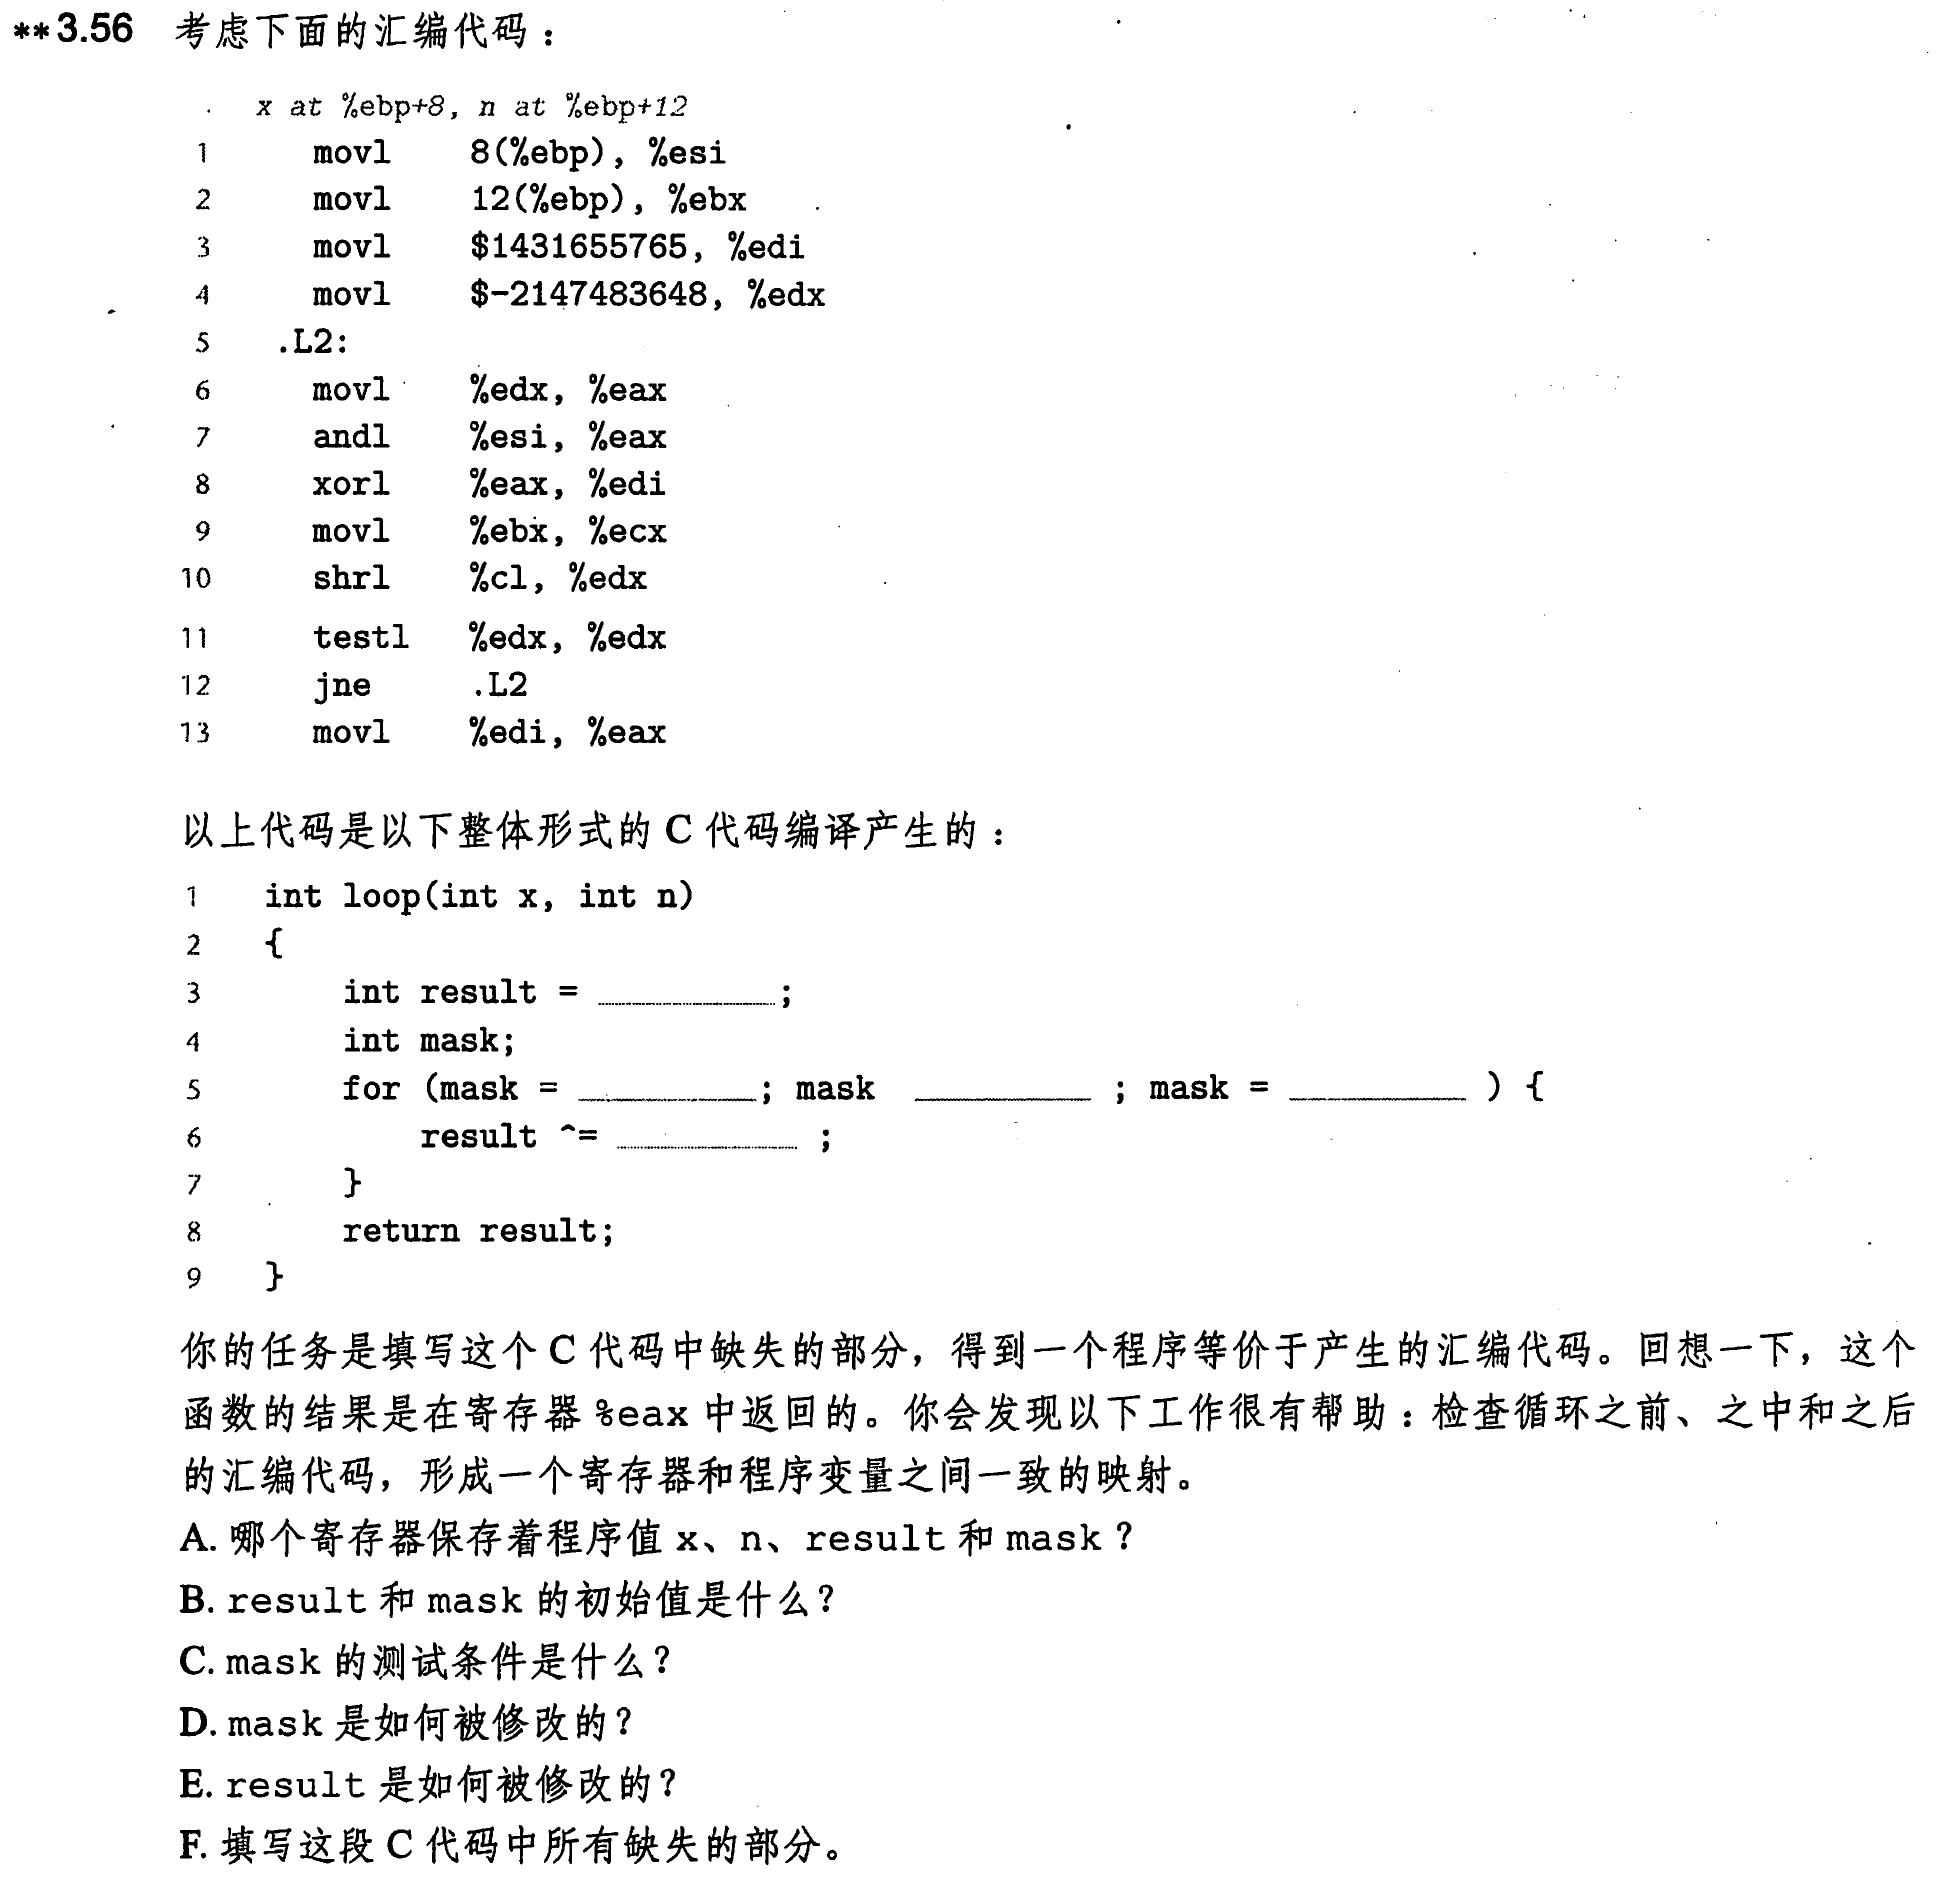 **3.56 考虑下面的汇编代码：
x at %ebp+8, n at %ebp+12
1 movl 8(%ebp), %esi
2 movl 12(%ebp), %ebx
3 movl $1431655765, %edi
4 movl $-2147483648, %edx
5 .L2:
6 movl %edx, %eax
7 andl %esi, %eax
8 xorl %eax, %edi
9 movl %ebx, %ecx
10 shrl %cl, %edx
11 testl %edx, %edx
12 jne .L2
13 movl %edi, %eax
以上代码是以下整体形式的 C 代码编译产生的：
1 int loop(int x, int n)
2 {
3 int result = ________;
4 int mask;
5 for (mask = ________; mask ________ ; mask = ________ ) {
6 result ^= ________ ;
7 }
8 return result;
9 }
你的任务是填写这个 C 代码中缺失的部分，得到一个程序等价于产生的汇编代码。回想一下，这个
函数的结果是在寄存器 %eax 中返回的。你会发现以下工作很有帮助：检查循环之前、之中和之后
的汇编代码，形成一个寄存器和程序变量之间一致的映射。
A. 哪个寄存器保存着程序值 x、n、result 和 mask？
B. result 和 mask 的初始值是什么？
C. mask 的测试条件是什么？
D. mask 是如何被修改的？
E. result 是如何被修改的？
F. 填写这段 C 代码中所有缺失的部分。